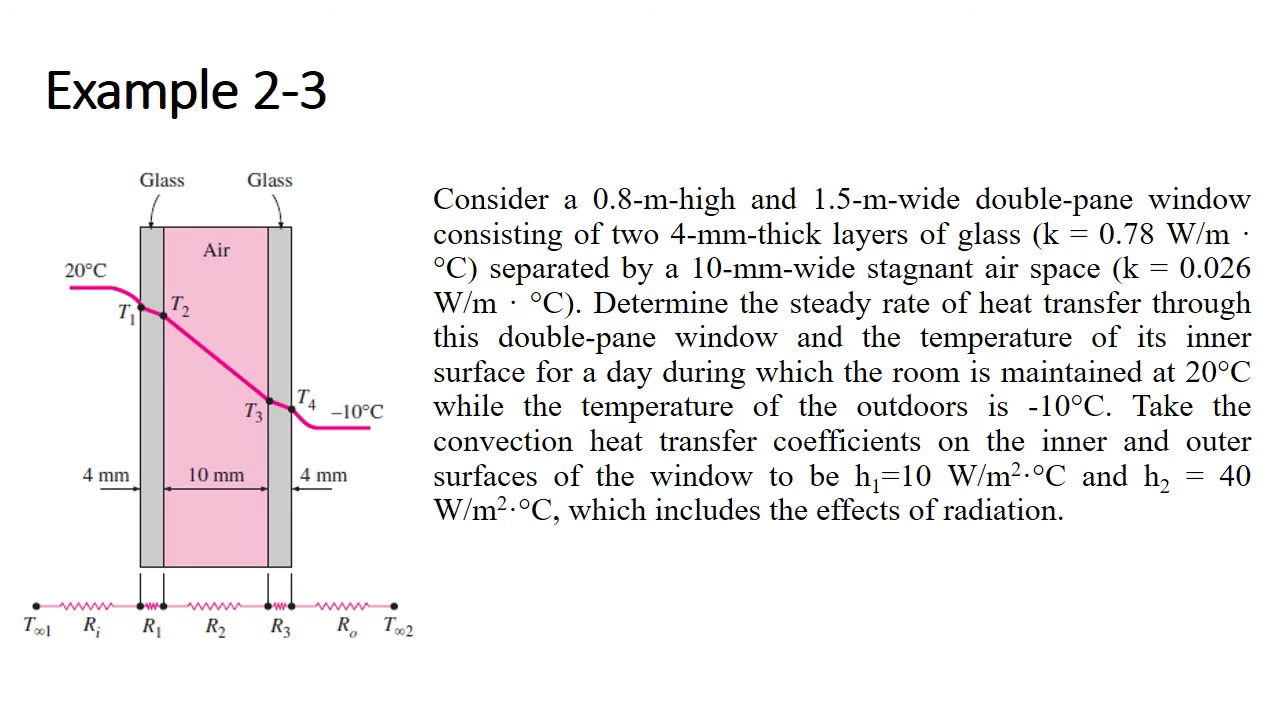 Example 2-3
Glass Glass
Air
20°C
T1 T2
T3 T4 –10°C
4 mm 10 mm 4 mm
T∞1 Ri R1 R2 R3 Ro T∞2
Consider a 0.8-m-high and 1.5-m-wide double-pane window
consisting of two 4-mm-thick layers of glass (k = 0.78 W/m ·
°C) separated by a 10-mm-wide stagnant air space (k = 0.026
W/m · °C). Determine the steady rate of heat transfer through
this double-pane window and the temperature of its inner
surface for a day during which the room is maintained at 20°C
while the temperature of the outdoors is -10°C. Take the
convection heat transfer coefficients on the inner and outer
surfaces of the window to be h1=10 W/m²·°C and h2 = 40
W/m²·°C, which includes the effects of radiation.